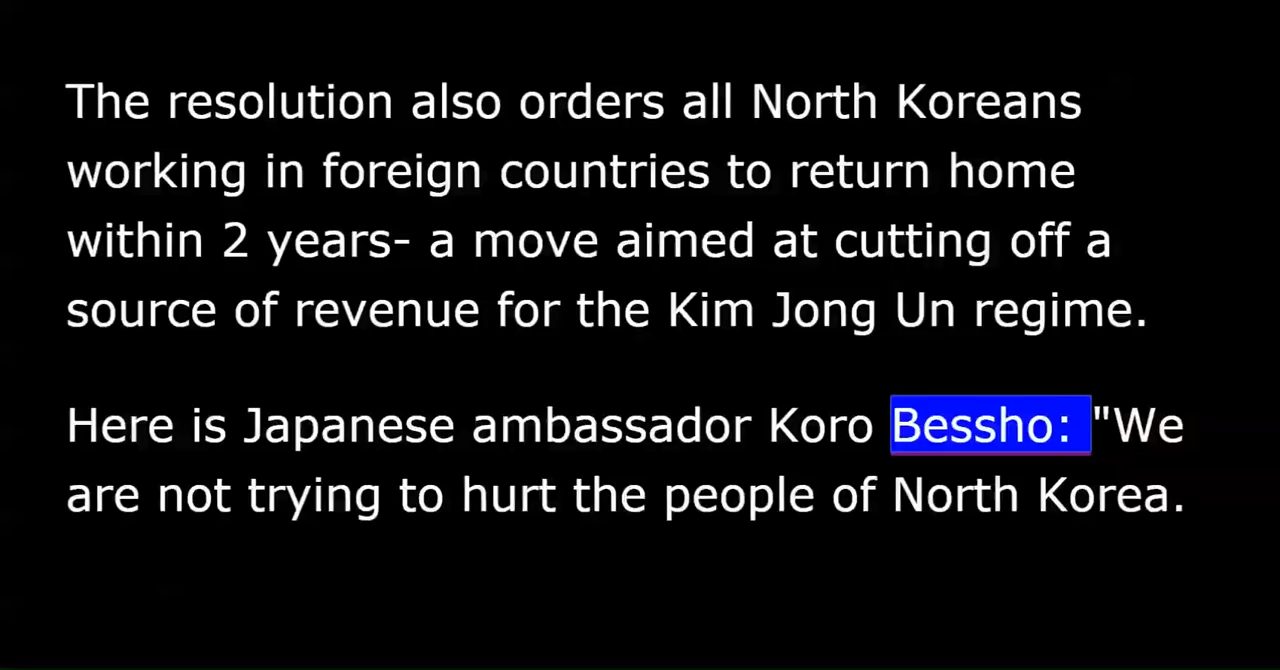 The resolution also orders all North Koreans
working in foreign countries to return home
within 2 years- a move aimed at cutting off a
source of revenue for the Kim Jong Un regime.
Here is Japanese ambassador Koro Bessho: "We
are not trying to hurt the people of North Korea.